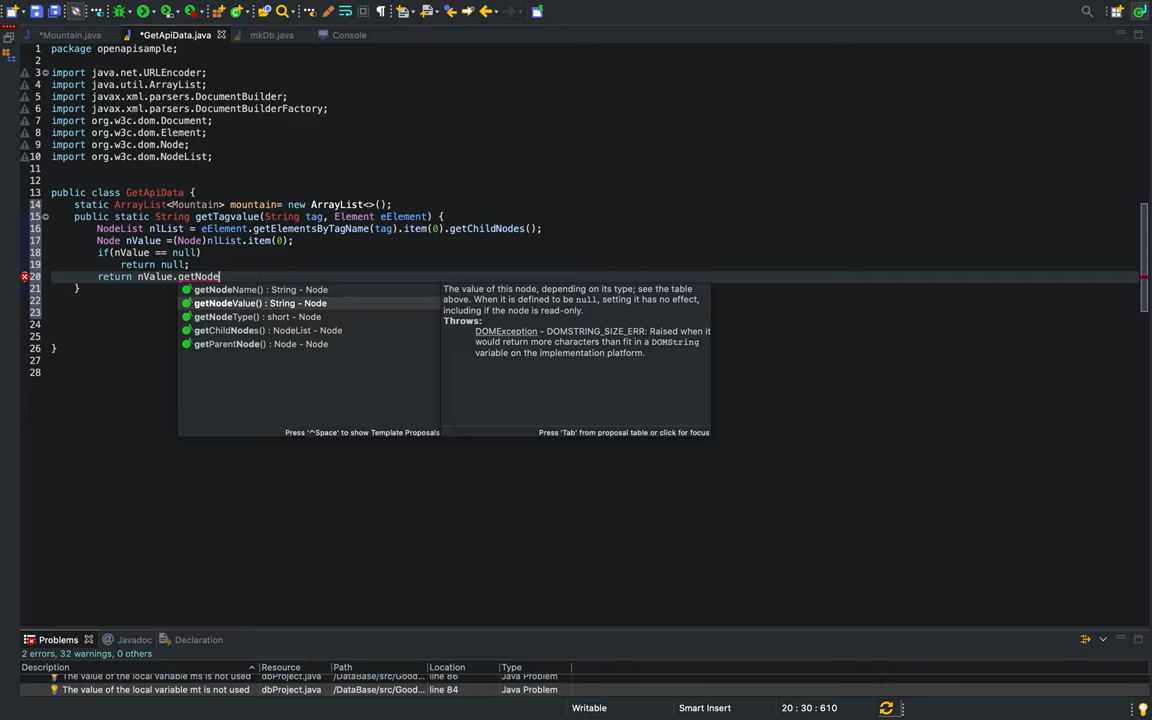 *Mountain.java *GetApiData.java mkDb.java Console
1 package openapisample;
2
3 import java.net.URLEncoder;
4 import java.util.ArrayList;
5 import javax.xml.parsers.DocumentBuilder;
6 import javax.xml.parsers.DocumentBuilderFactory;
7 import org.w3c.dom.Document;
8 import org.w3c.dom.Element;
9 import org.w3c.dom.Node;
10 import org.w3c.dom.NodeList;
11
12
13 public class GetApiData {
14 static ArrayList<Mountain> mountain= new ArrayList<>();
15 public static String getTagvalue(String tag, Element eElement) {
16 NodeList nlList = eElement.getElementsByTagName(tag).item(0).getChildNodes();
17 Node nValue =(Node)nlList.item(0);
18 if(nValue == null)
19 return null;
20 return nValue.getNode
21 }
22
23
24
25
26 }
27
28
getNodeName() : String - Node
getNodeValue() : String - Node
getNodeType() : short - Node
getChildNodes() : NodeList - Node
getParentNode() : Node - Node
Press '^Space' to show Template Proposals
The value of this node, depending on its type; see the table
above. When it is defined to be null, setting it has no effect,
including if the node is read-only.
Throws:
DOMException - DOMSTRING_SIZE_ERR: Raised when it
would return more characters than fit in a DOMString
variable on the implementation platform.
Press 'Tab' from proposal table or click for focus
Problems Javadoc Declaration
2 errors, 32 warnings, 0 others
Description Resource Path Location Type
The value of the local variable ms is not used dbProject.java /DataBase/src/Good... line 86 Java Problem
The value of the local variable mt is not used dbProject.java /DataBase/src/Good... line 84 Java Problem
Writable Smart Insert 20 : 30 : 610